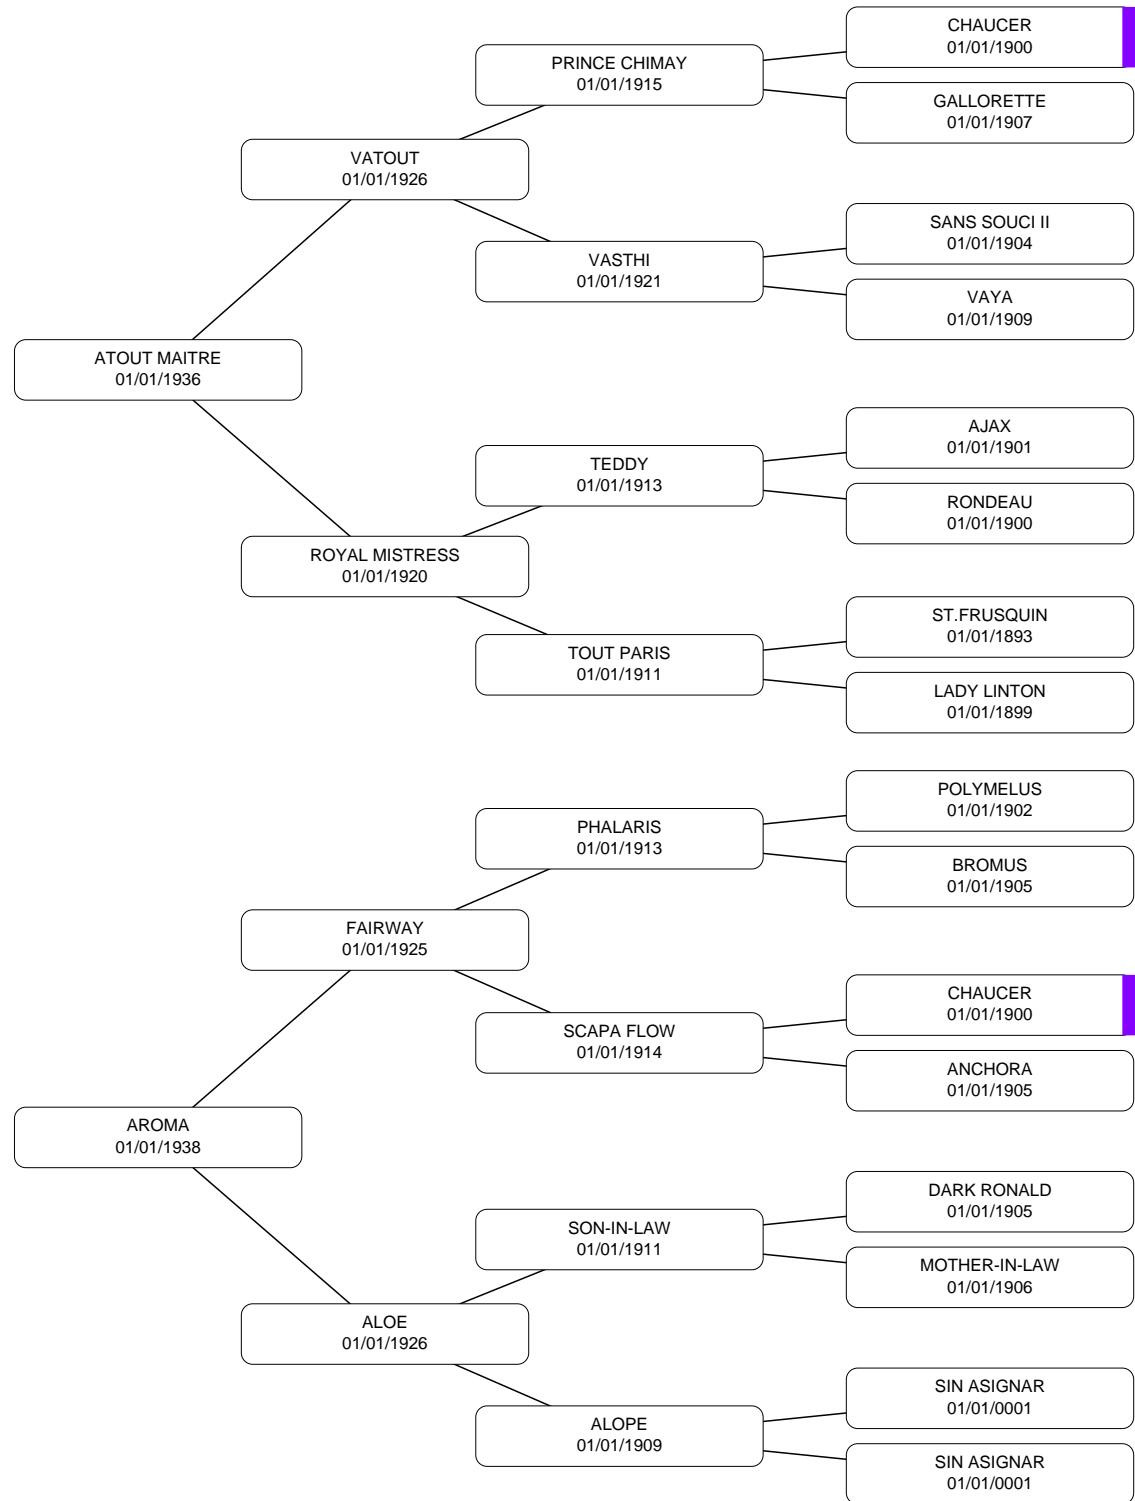 CHAUCER
01/01/1900
PRINCE CHIMAY
01/01/1915
GALLORETTE
01/01/1907
VATOUT
01/01/1926
SANS SOUCI II
01/01/1904
VASTHI
01/01/1921
VAYA
01/01/1909
ATOUT MAITRE
01/01/1936
AJAX
01/01/1901
TEDDY
01/01/1913
RONDEAU
01/01/1900
ROYAL MISTRESS
01/01/1920
ST.FRUSQUIN
01/01/1893
TOUT PARIS
01/01/1911
LADY LINTON
01/01/1899
POLYMELUS
01/01/1902
PHALARIS
01/01/1913
BROMUS
01/01/1905
FAIRWAY
01/01/1925
CHAUCER
01/01/1900
SCAPA FLOW
01/01/1914
ANCHORA
01/01/1905
AROMA
01/01/1938
DARK RONALD
01/01/1905
SON-IN-LAW
01/01/1911
MOTHER-IN-LAW
01/01/1906
ALOE
01/01/1926
SIN ASIGNAR
01/01/0001
ALOPE
01/01/1909
SIN ASIGNAR
01/01/0001